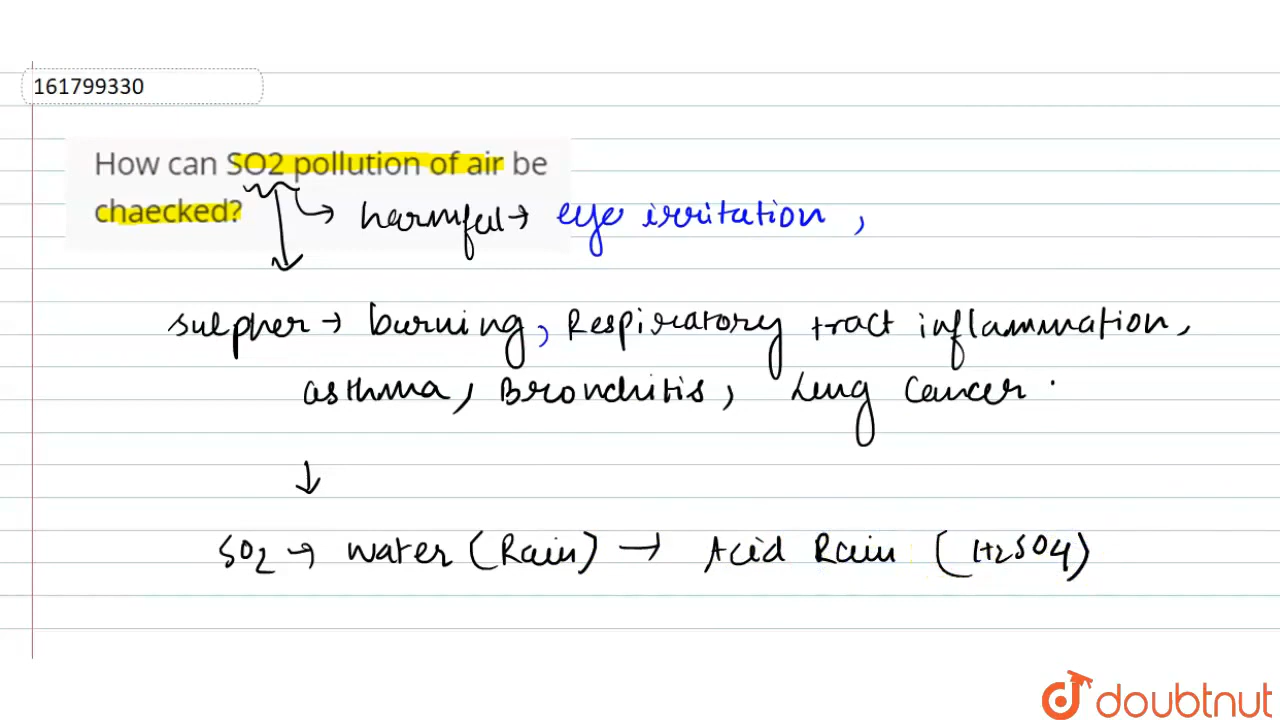 161799330
How can SO2 pollution of air be
chaecked?
harmful → eye irritation ,
sulpher → burning, Respiratory tract inflammation,
asthma, Bronchitis, Lung Cancer .
↓
SO2 → water (Rain) → Acid Rain (H2SO4)
doubtnut